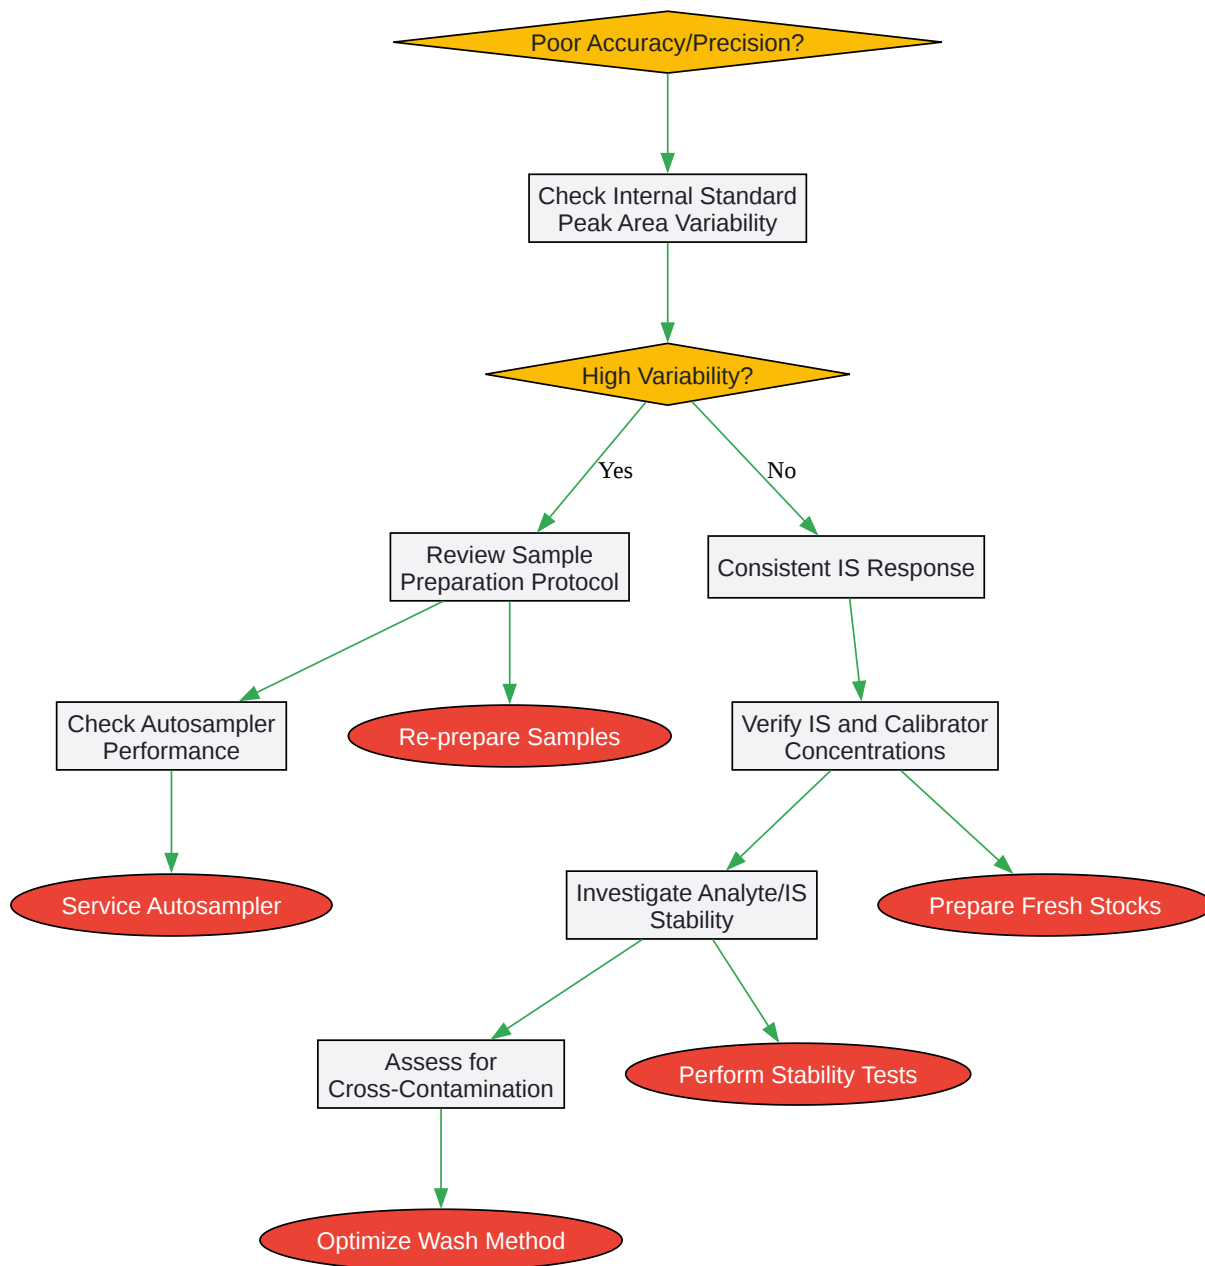 Poor Accuracy/Precision?
Check Internal Standard
Peak Area Variability
High Variability?
Yes
No
Review Sample
Preparation Protocol
Consistent IS Response
Check Autosampler
Performance
Re-prepare Samples
Verify IS and Calibrator
Concentrations
Service Autosampler
Investigate Analyte/IS
Stability
Prepare Fresh Stocks
Assess for
Cross-Contamination
Perform Stability Tests
Optimize Wash Method